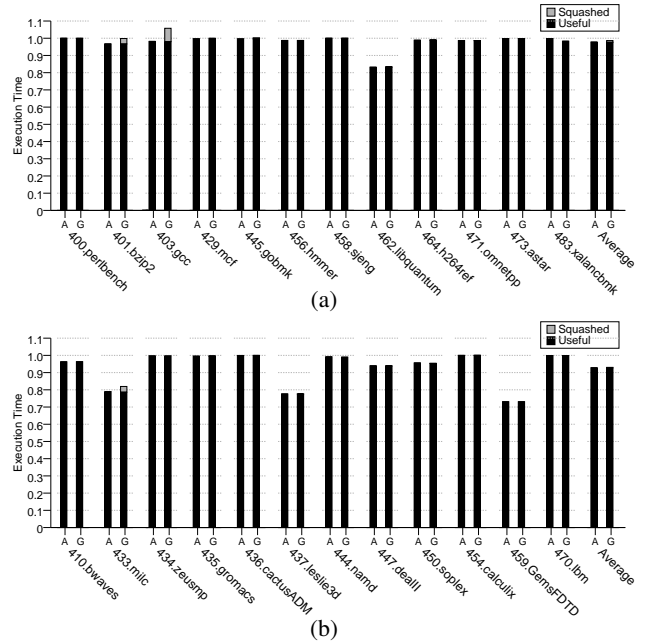 Squashed
Useful
Execution Time
1.1
1.0
0.9
0.8
0.7
0.6
0.5
0.4
0.3
0.2
0.1
0
A G A G A G A G A G A G A G A G A G A G A G A G A G
400.perlbench
401.bzip2
403.gcc
429.mcf
445.gobmk
456.hmmer
458.sjeng
462.libquantum
464.h264ref
471.omnetpp
473.astar
483.xalancbmk
Average
(a)
Squashed
Useful
Execution Time
1.1
1.0
0.9
0.8
0.7
0.6
0.5
0.4
0.3
0.2
0.1
0
A G A G A G A G A G A G A G A G A G A G A G A G A G
410.bwaves
433.milc
434.zeusmp
435.gromacs
436.cactusADM
437.leslie3d
444.namd
447.dealII
450.soplex
454.calculix
459.GemsFDTD
470.lbm
Average
(b)